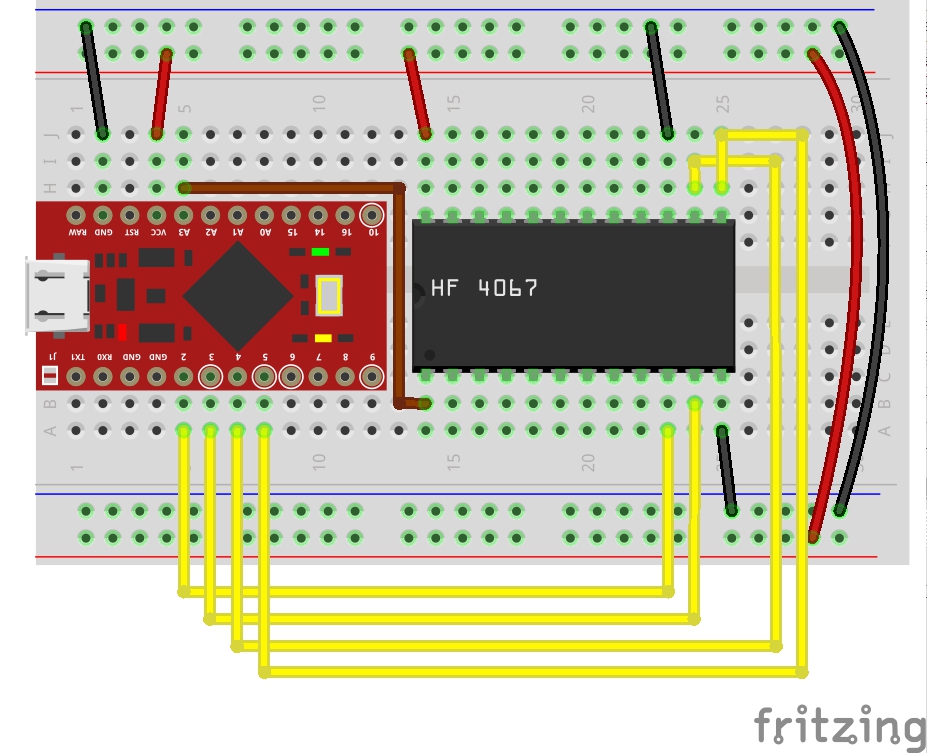 1 5 10 15 20 25 30
J
I
H
RAW GND RST VCC A3 A2 A1 A0 15 14 16 10
HF 4067
J1 TX1 RX0 GND GND 2 3 4 5 6 7 8 9
E
D
C
B B
A A
1 10 15 20
fritzing